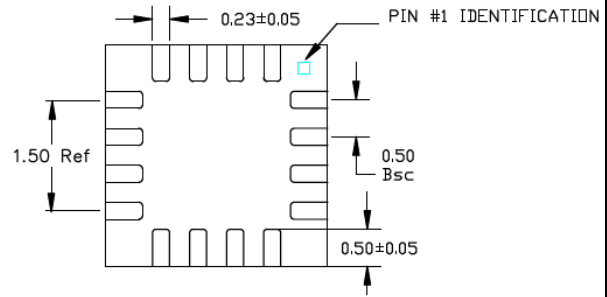 0.23±0.05
PIN #1 IDENTIFICATION
1.50 Ref
0.50
Bsc
0.50±0.05